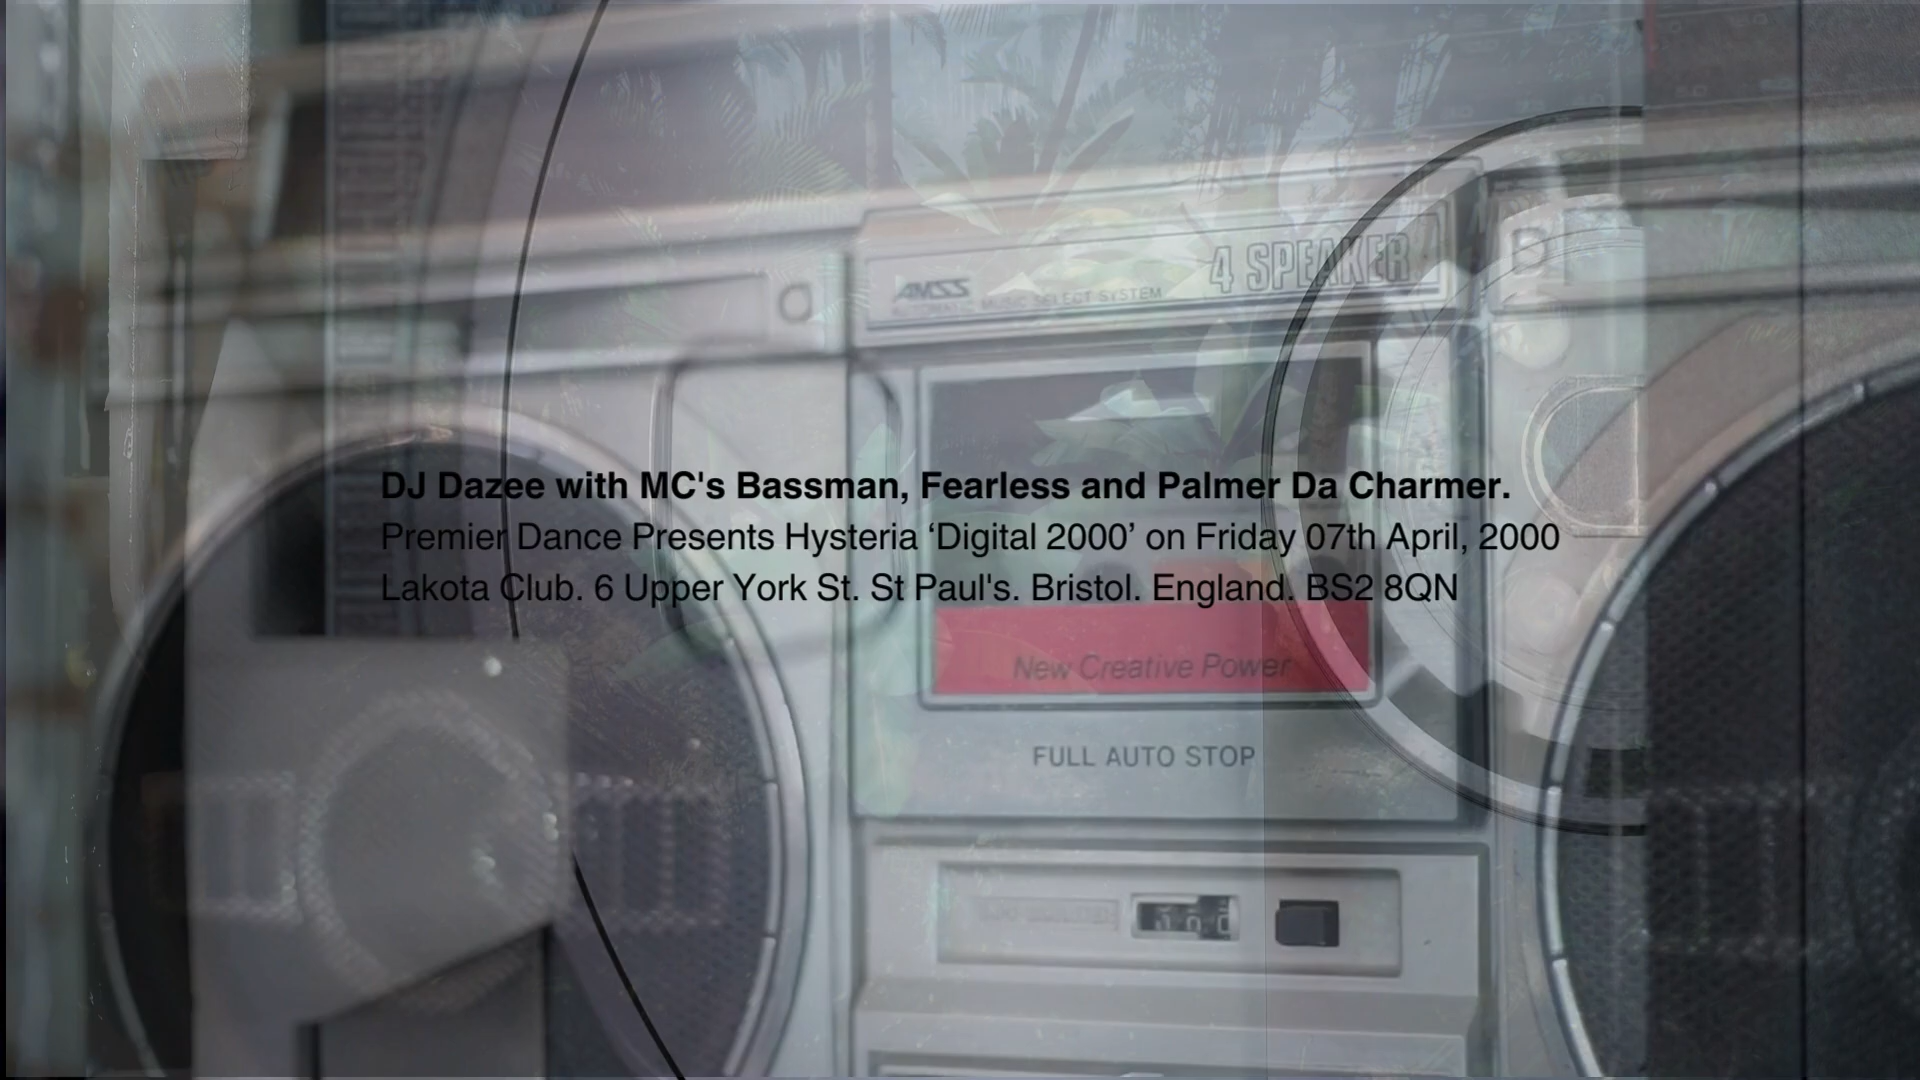 4 SPEAKER
AMSS
AUTOMATIC MUSIC SELECT SYSTEM
DJ Dazee with MC's Bassman, Fearless and Palmer Da Charmer.
Premier Dance Presents Hysteria ‘Digital 2000’ on Friday 07th April, 2000
Lakota Club. 6 Upper York St. St Paul's. Bristol. England. BS2 8QN
New Creative Power
FULL AUTO STOP